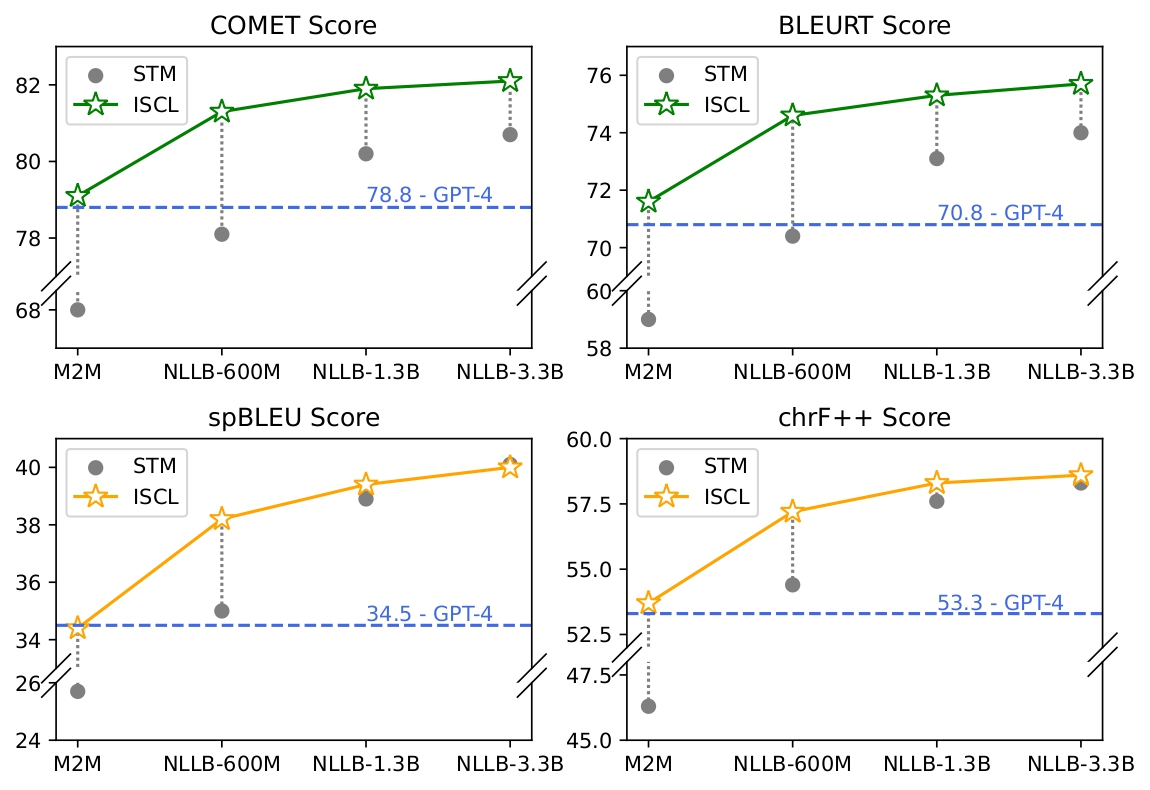 COMET Score
STM
ISCL
82
80
78
68
78.8 - GPT-4
M2M NLLB-600M NLLB-1.3B NLLB-3.3B
BLEURT Score
STM
ISCL
76
74
72
70
60
58
70.8 - GPT-4
M2M NLLB-600M NLLB-1.3B NLLB-3.3B
spBLEU Score
STM
ISCL
40
38
36
34
26
24
34.5 - GPT-4
M2M NLLB-600M NLLB-1.3B NLLB-3.3B
chrF++ Score
STM
ISCL
60.0
57.5
55.0
52.5
47.5
45.0
53.3 - GPT-4
M2M NLLB-600M NLLB-1.3B NLLB-3.3B